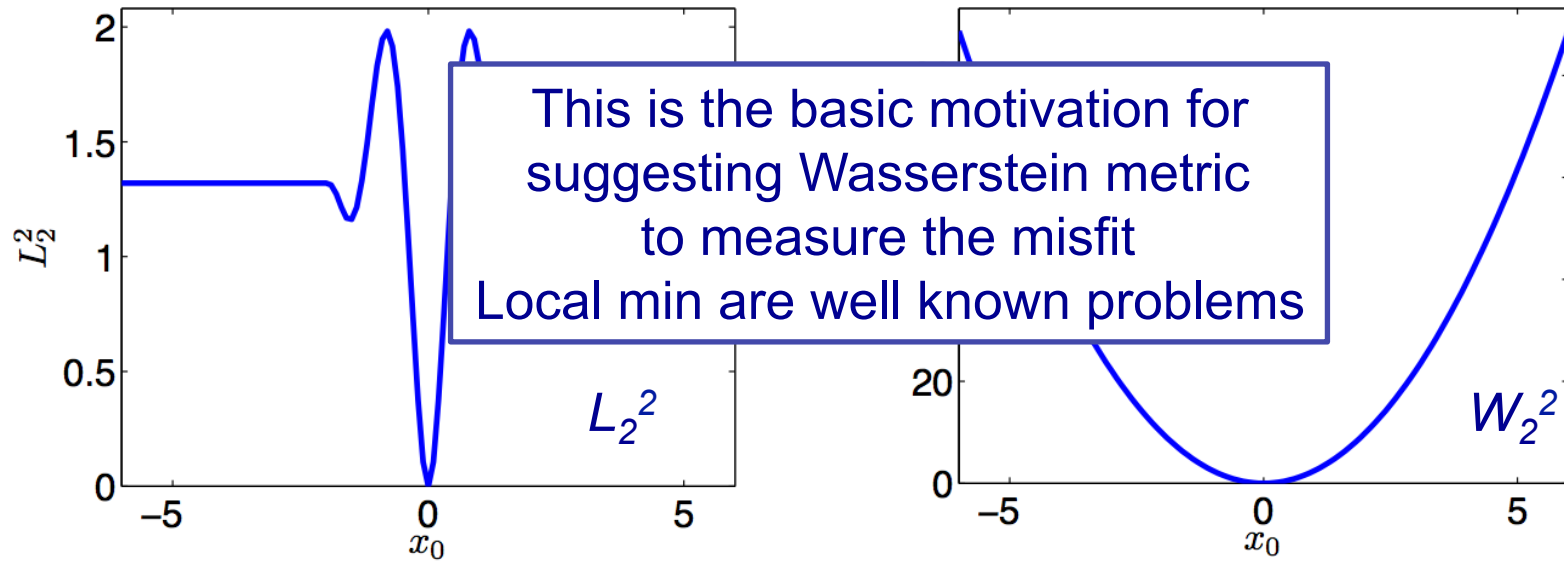 2
1.5
1
0.5
0
L₂²
−5
0
5
x₀
L₂²
This is the basic motivation for
suggesting Wasserstein metric
to measure the misfit
Local min are well known problems
20
0
−5
0
5
x₀
W₂²